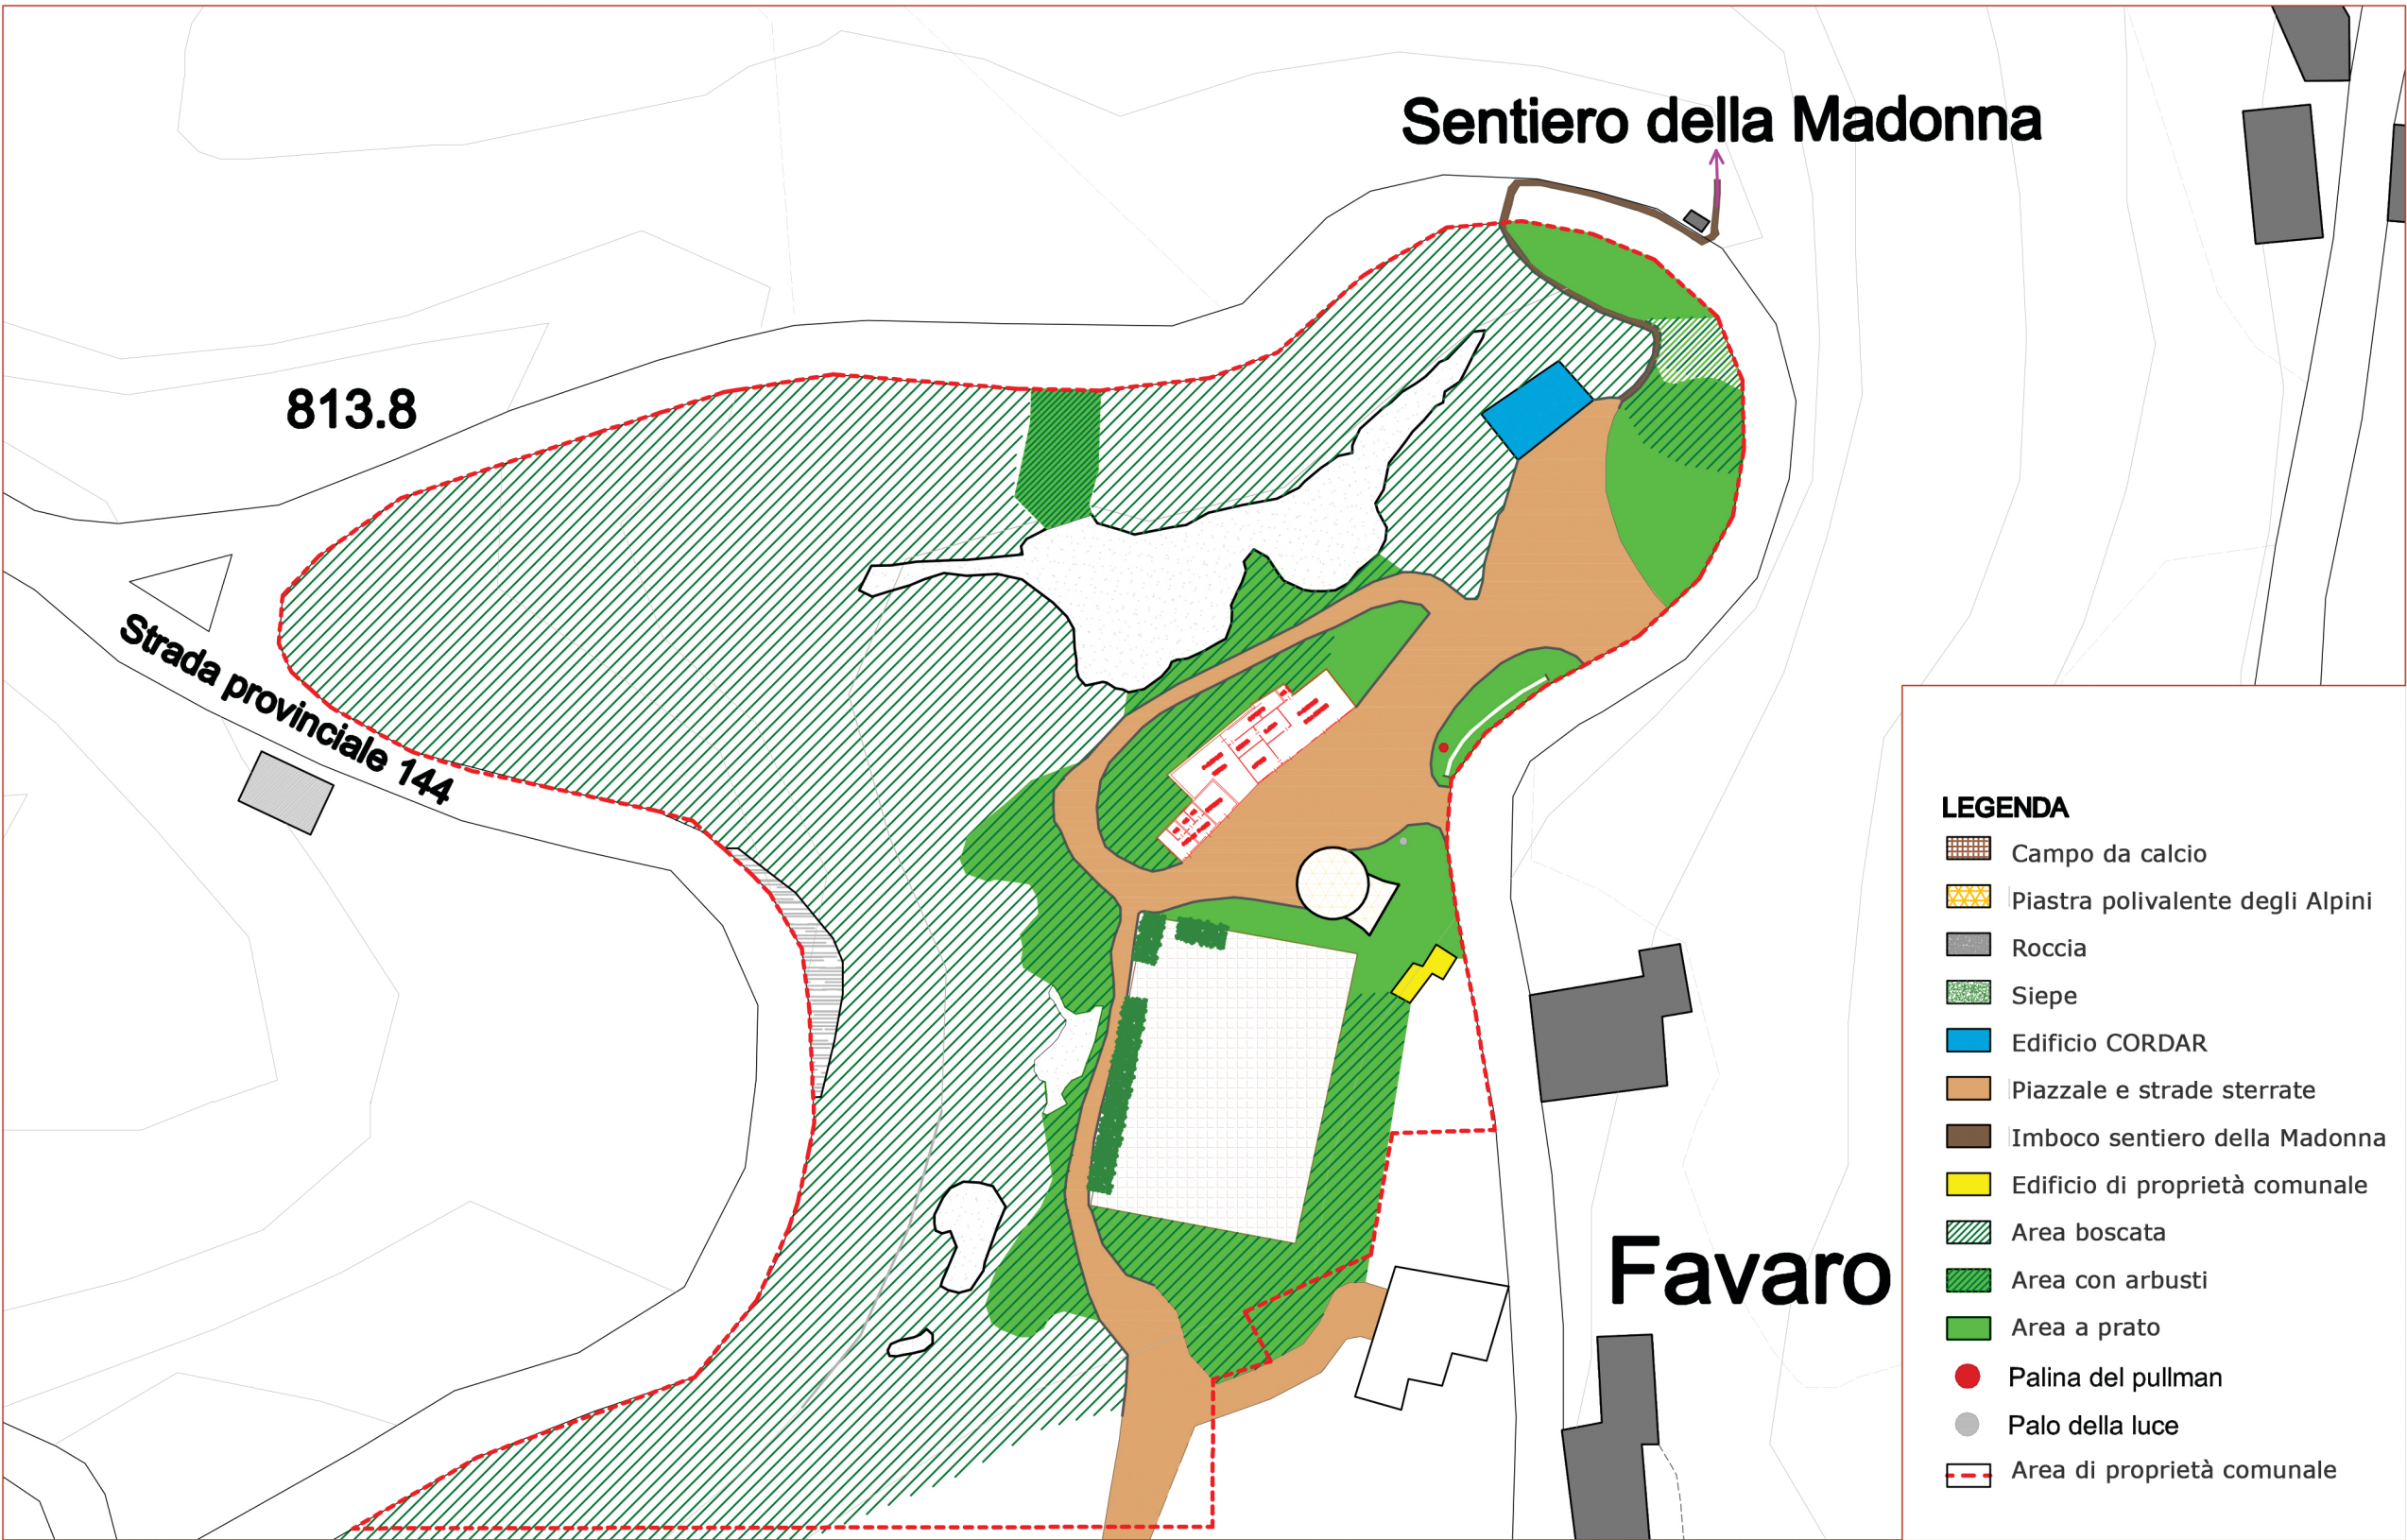 Sentiero della Madonna
813.8
Strada provinciale 144
Favaro
LEGENDA
Campo da calcio
Piastra polivalente degli Alpini
Roccia
Siepe
Edificio CORDAR
Piazzale e strade sterrate
Imboco sentiero della Madonna
Edificio di proprietà comunale
Area boscata
Area con arbusti
Area a prato
Palina del pullman
Palo della luce
Area di proprietà comunale